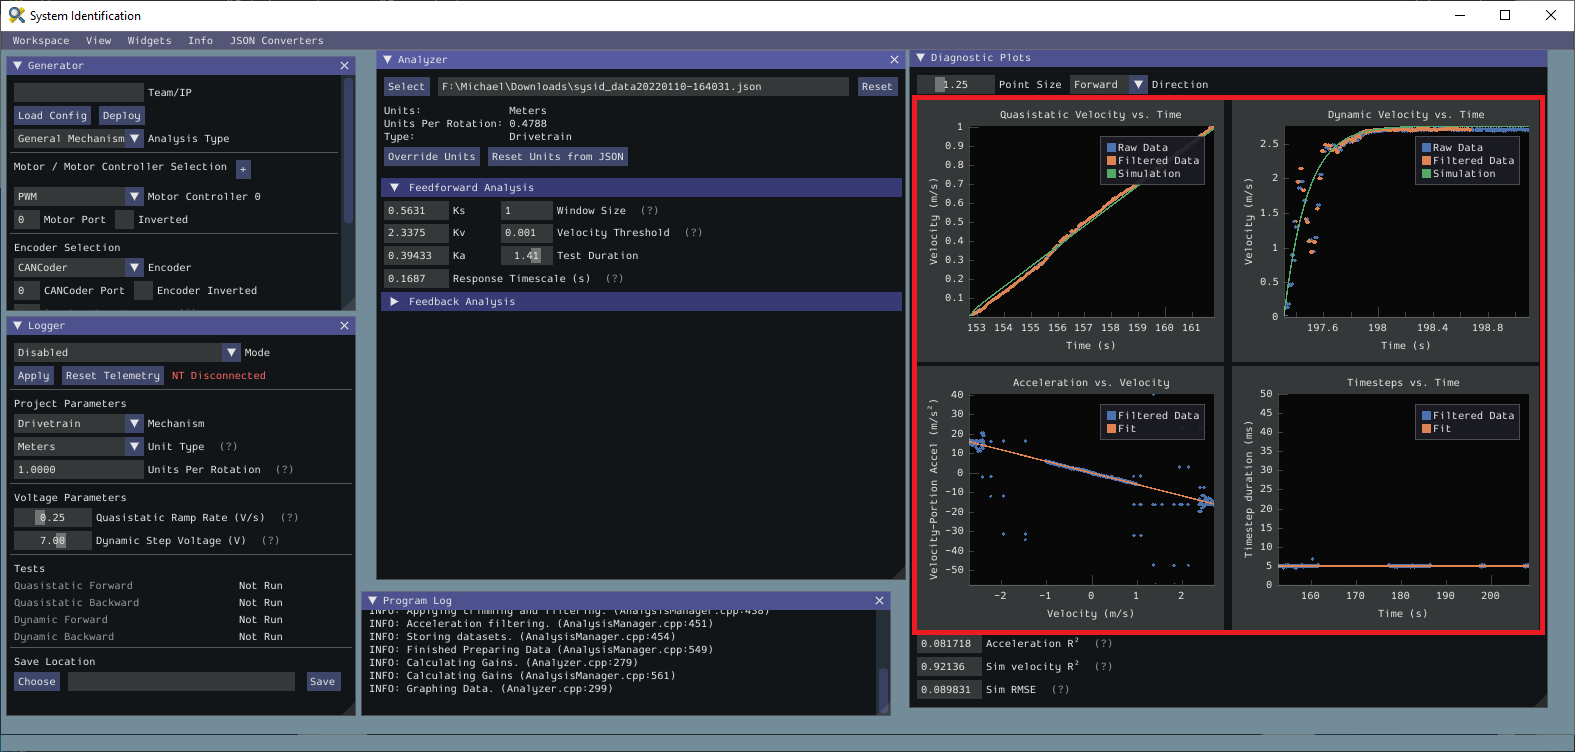 System Identification
Workspace View Widgets Info JSON Converters
Generator
Team/IP
Load Config Deploy
General Mechanism Analysis Type
Motor / Motor Controller Selection +
PWM Motor Controller 0
0 Motor Port Inverted
Encoder Selection
CANCoder Encoder
0 CANCoder Port Encoder Inverted
Logger
Disabled Mode
Apply Reset Telemetry NT Disconnected
Project Parameters
Drivetrain Mechanism
Meters Unit Type (?)
1.0000 Units Per Rotation (?)
Voltage Parameters
0.25 Quasistatic Ramp Rate (V/s) (?)
7.00 Dynamic Step Voltage (V) (?)
Tests
Quasistatic Forward Not Run
Quasistatic Backward Not Run
Dynamic Forward Not Run
Dynamic Backward Not Run
Save Location
Choose Save
Analyzer
Select F:\Michael\Downloads\sysid_data20220110-164031.json Reset
Units: Meters
Units Per Rotation: 0.4788
Type: Drivetrain
Override Units Reset Units from JSON
Feedforward Analysis
0.5631 Ks 1 Window Size (?)
2.3375 Kv 0.001 Velocity Threshold (?)
0.39433 Ka 1.41 Test Duration
0.1687 Response Timescale (s) (?)
Feedback Analysis
Program Log
INFO: Applying trimming and filtering. (AnalysisManager.cpp:438)
INFO: Acceleration filtering. (AnalysisManager.cpp:451)
INFO: Storing datasets. (AnalysisManager.cpp:454)
INFO: Finished Preparing Data (AnalysisManager.cpp:549)
INFO: Calculating Gains. (Analyzer.cpp:279)
INFO: Calculating Gains (AnalysisManager.cpp:561)
INFO: Graphing Data. (Analyzer.cpp:299)
Diagnostic Plots
1.25 Point Size Forward Direction
Quasistatic Velocity vs. Time
Velocity (m/s)
1
0.9
0.8
0.7
0.6
0.5
0.4
0.3
0.2
0.1
Raw Data
Filtered Data
Simulation
153 154 155 156 157 158 159 160 161
Time (s)
Dynamic Velocity vs. Time
Velocity (m/s)
2.5
2
1.5
1
0.5
0
Raw Data
Filtered Data
Simulation
197.6 198 198.4 198.8
Time (s)
Acceleration vs. Velocity
Velocity-Portion Accel (m/s²)
40
30
20
10
0
-10
-20
-30
-40
-50
Filtered Data
Fit
-2 -1 0 1 2
Velocity (m/s)
Timesteps vs. Time
Timestep duration (ms)
50
45
40
35
30
25
20
15
10
5
0
Filtered Data
Fit
160 170 180 190 200
Time (s)
0.081718 Acceleration R² (?)
0.92136 Sim velocity R² (?)
0.089831 Sim RMSE (?)